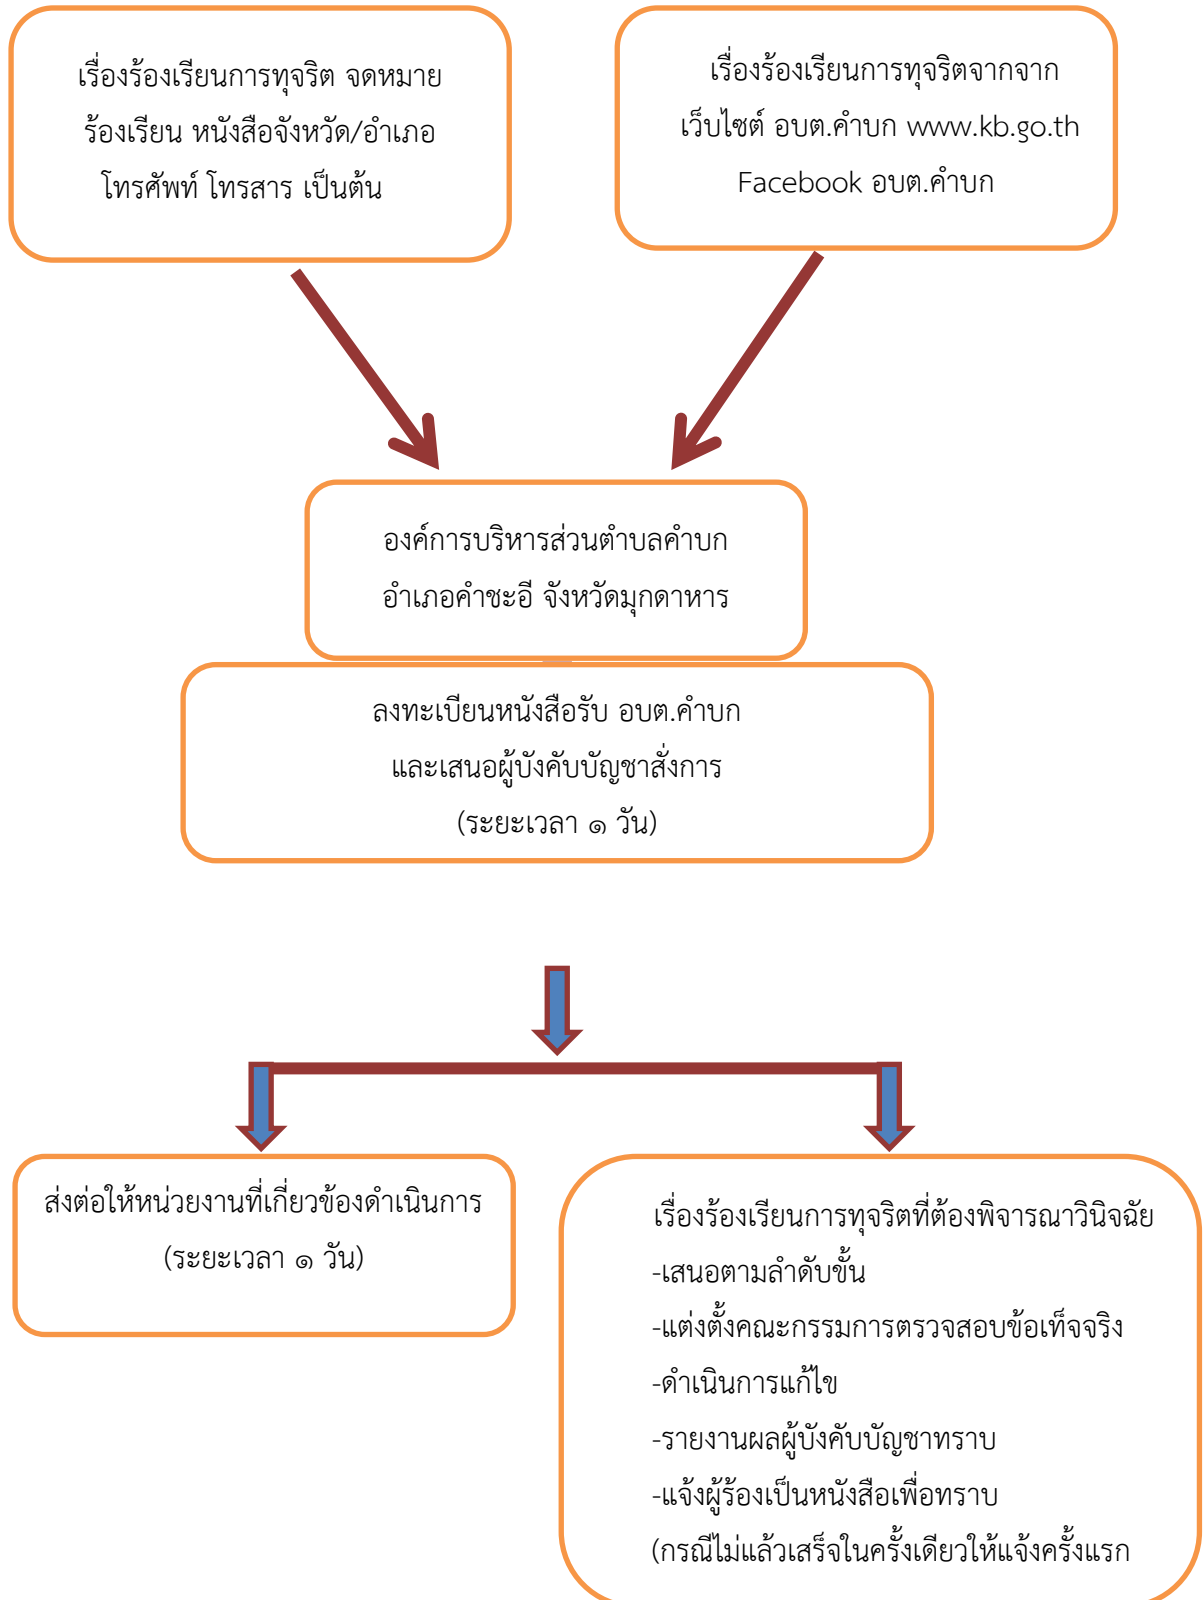 เรื่องร้องเรียนการทุจริต จดหมาย
ร้องเรียน หนังสือจังหวัด/อำเภอ
โทรศัพท์ โทรสาร เป็นต้น
เรื่องร้องเรียนการทุจริตจากจาก
เว็บไซต์ อบต.คำบก www.kb.go.th
Facebook อบต.คำบก
องค์การบริหารส่วนตำบลคำบก
อำเภอคำชะอี จังหวัดมุกดาหาร
ลงทะเบียนหนังสือรับ อบต.คำบก
และเสนอผู้บังคับบัญชาสั่งการ
(ระยะเวลา ๑ วัน)
ส่งต่อให้หน่วยงานที่เกี่ยวข้องดำเนินการ
(ระยะเวลา ๑ วัน)
เรื่องร้องเรียนการทุจริตที่ต้องพิจารณาวินิจฉัย
-เสนอตามลำดับขั้น
-แต่งตั้งคณะกรรมการตรวจสอบข้อเท็จจริง
-ดำเนินการแก้ไข
-รายงานผลผู้บังคับบัญชาทราบ
-แจ้งผู้ร้องเป็นหนังสือเพื่อทราบ
(กรณีไม่แล้วเสร็จในครั้งเดียวให้แจ้งครั้งแรก